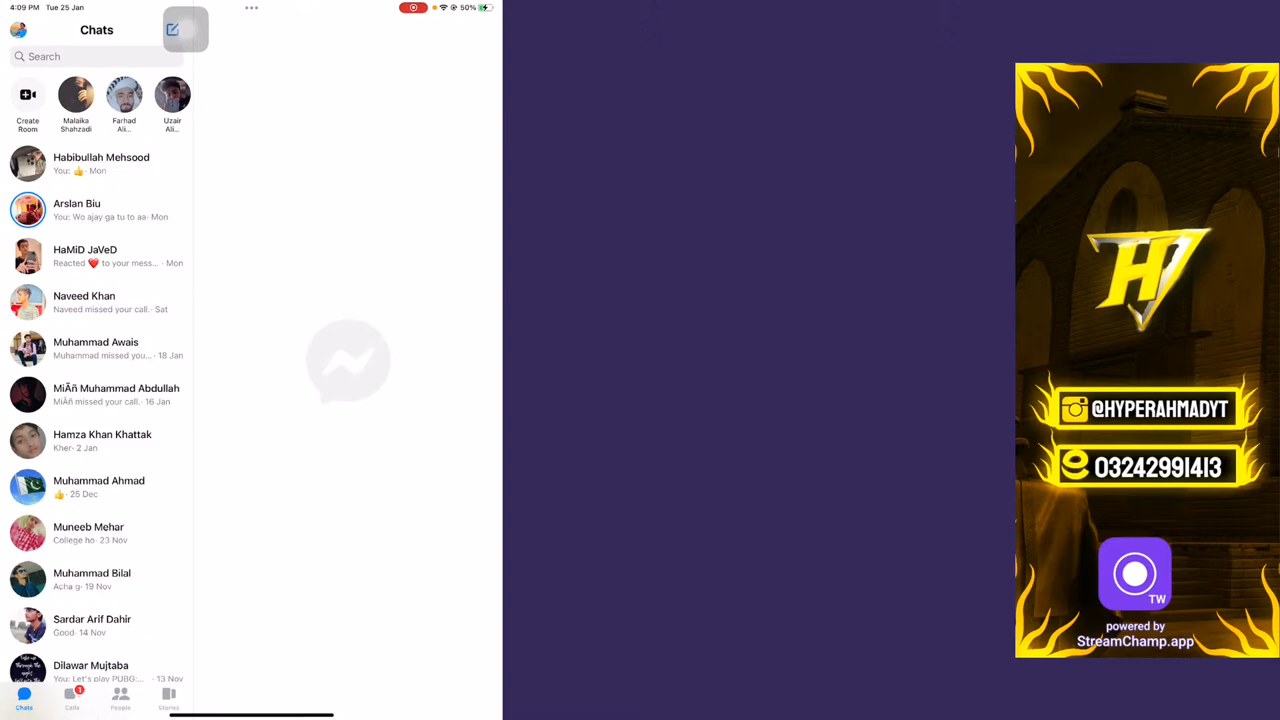 4:09 PM Tue 25 Jan
50%
Chats
Search
Create Room
Malaika Shahzadi
Farhad Ali...
Uzair Ali...
Habibullah Mehsood
You: 👍 · Mon
Arslan Biu
You: Wo ajay ga tu to aa · Mon
HaMiD JaVeD
Reacted ❤️ to your mess... · Mon
Naveed Khan
Naveed missed your call. · Sat
Muhammad Awais
Muhammad missed you... · 18 Jan
MiÃñ Muhammad Abdullah
MiÃñ missed your call. · 16 Jan
Hamza Khan Khattak
Kher · 2 Jan
Muhammad Ahmad
👍 · 25 Dec
Muneeb Mehar
College ho · 23 Nov
Muhammad Bilal
Acha g · 19 Nov
Sardar Arif Dahir
Good · 14 Nov
Dilawar Mujtaba
You: Let's play PUBG:... · 13 Nov
1
Chats
Calls
People
Stories
H
@HYPERAHMADYT
03242991413
TW
powered by
StreamChamp.app